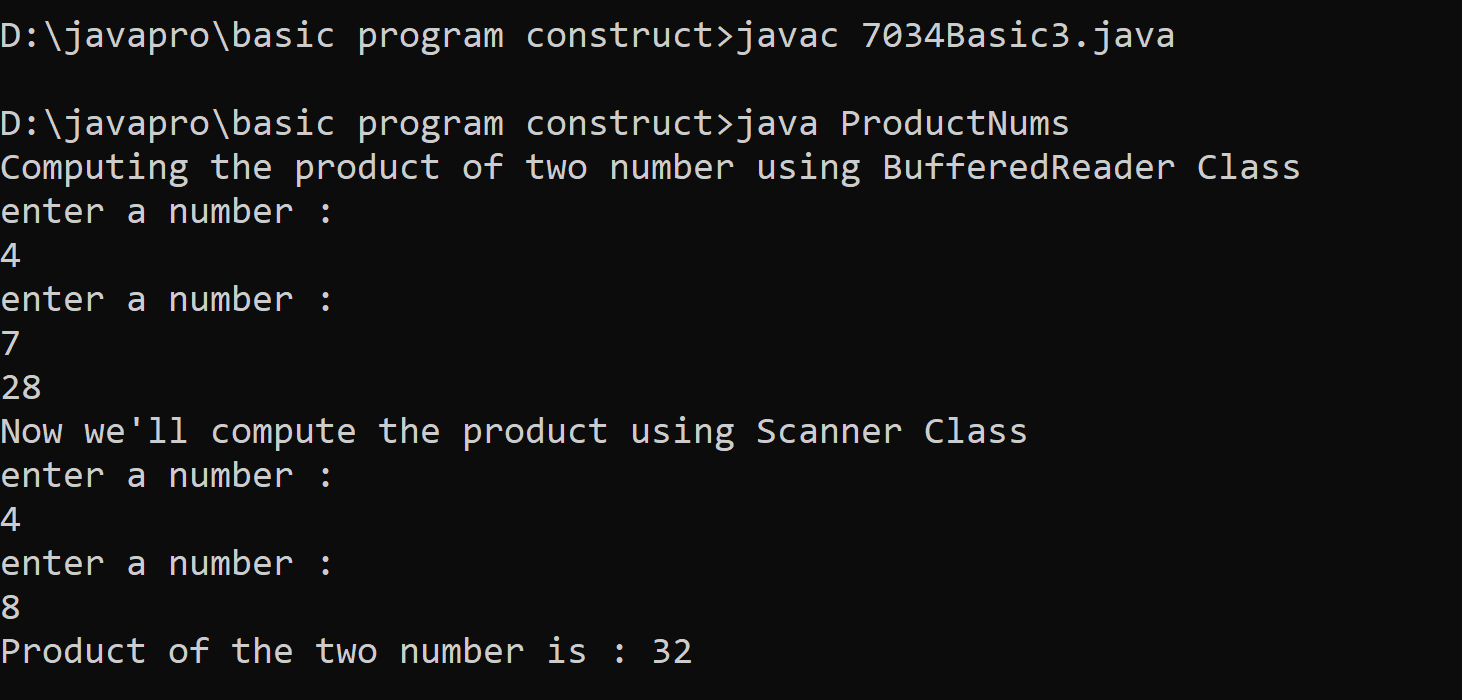 D:\javapro\basic program construct>javac 7034Basic3.java
D:\javapro\basic program construct>java ProductNums
Computing the product of two number using BufferedReader Class
enter a number :
4
enter a number :
7
28
Now we'll compute the product using Scanner Class
enter a number :
4
enter a number :
8
Product of the two number is : 32